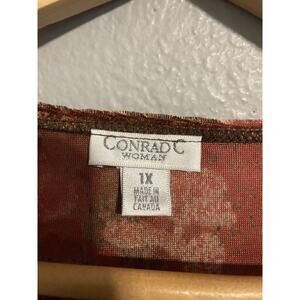 CONRAD C
WOMAN
1X
MADE IN
FAIT AU
CANADA